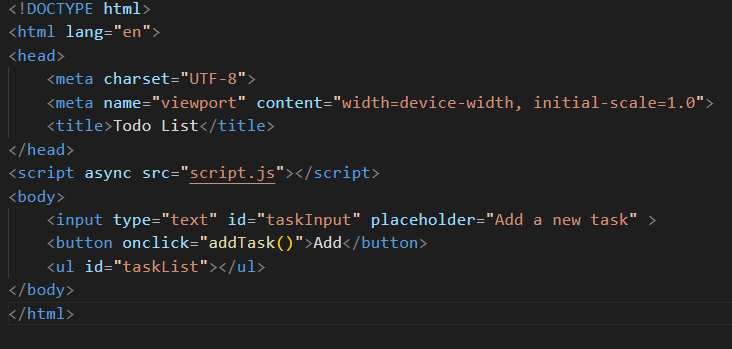 <!DOCTYPE html>
<html lang="en">
<head>
    <meta charset="UTF-8">
    <meta name="viewport" content="width=device-width, initial-scale=1.0">
    <title>Todo List</title>
</head>
<script async src="script.js"></script>
<body>
    <input type="text" id="taskInput" placeholder="Add a new task" >
    <button onclick="addTask()">Add</button>
    <ul id="taskList"></ul>
</body>
</html>